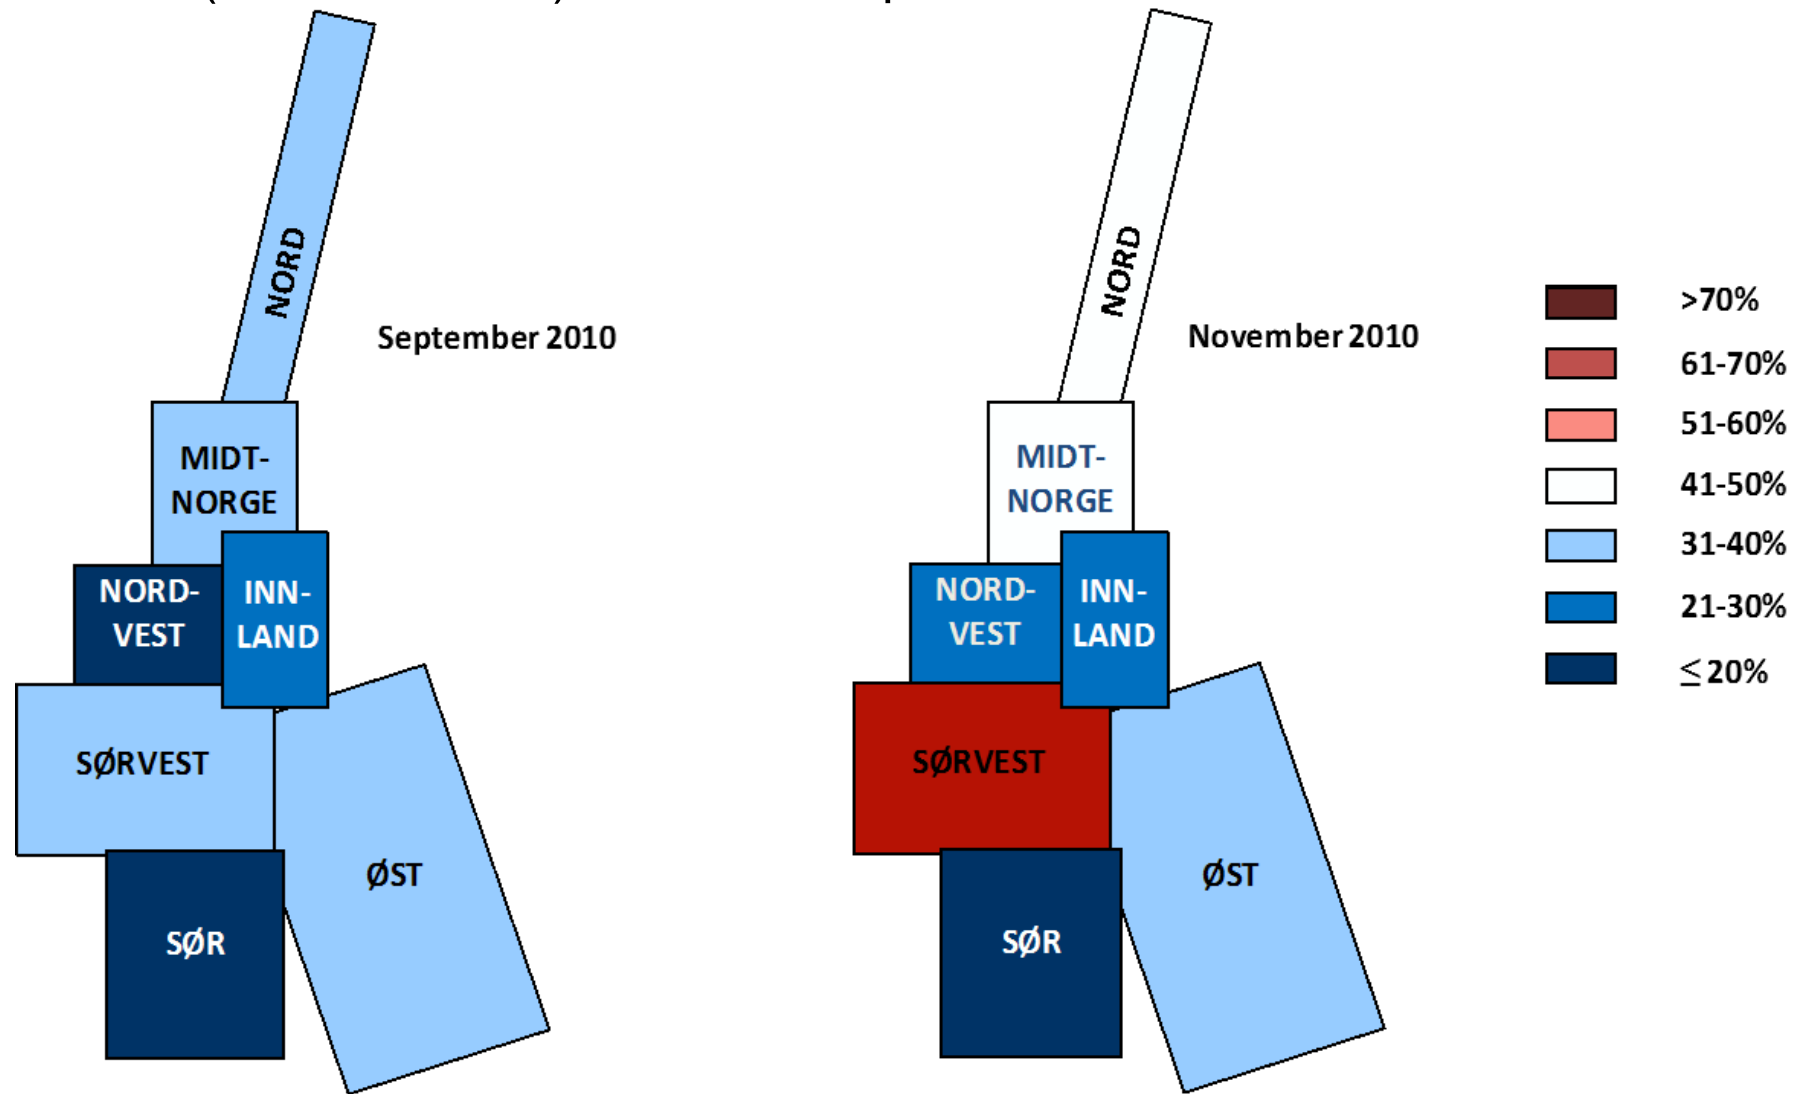 NORD
September 2010
MIDT-
NORGE
NORD-
VEST
INN-
LAND
SØRVEST
ØST
SØR
NORD
November 2010
MIDT-
NORGE
NORD-
VEST
INN-
LAND
SØRVEST
ØST
SØR
>70%
61-70%
51-60%
41-50%
31-40%
21-30%
≤ 20%